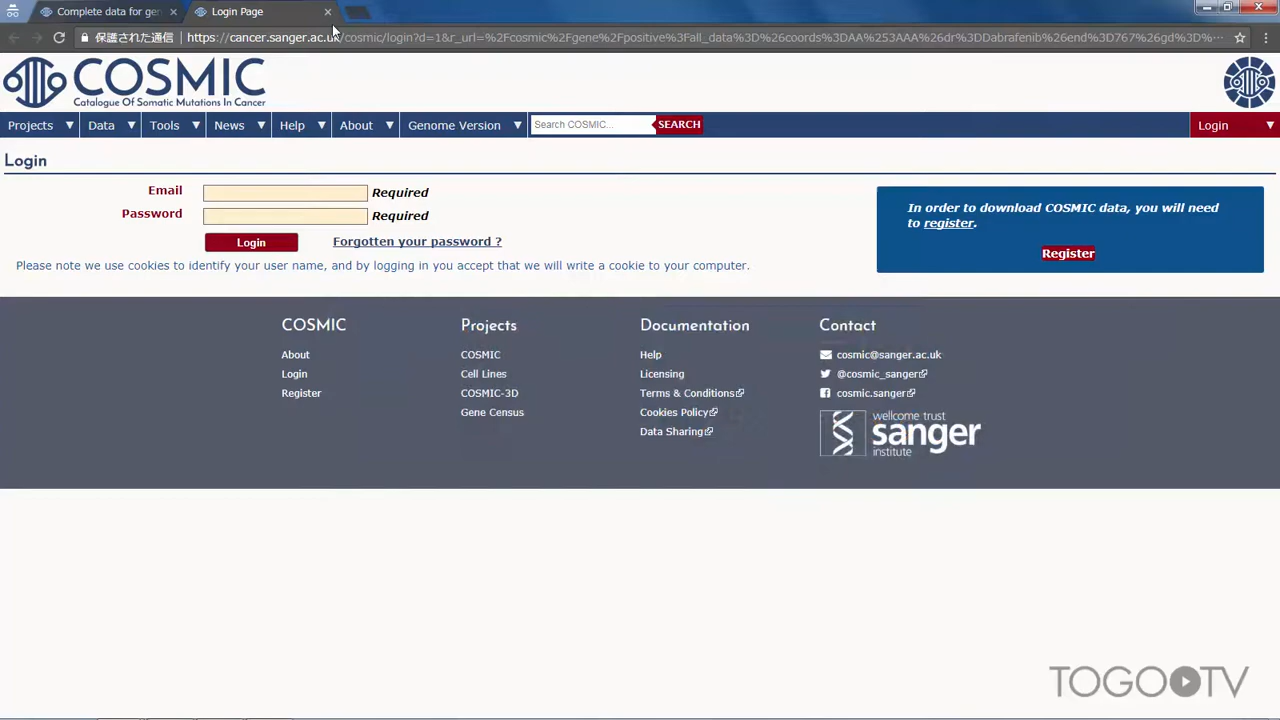 Complete data for gen
Login Page
保護された通信 https://cancer.sanger.ac.uk/cosmic/login?d=1&r_url=%2Fcosmic%2Fgene%2Fpositive%3Fall_data%3D%26coords%3DAA%253AAA%26dr%3DDabrafenib%26end%3D767%26gd%3D%···
COSMIC
Catalogue Of Somatic Mutations In Cancer
Projects Data Tools News Help About Genome Version Search COSMIC... SEARCH Login
Login
Email Required
Password Required
Login Forgotten your password ?
Please note we use cookies to identify your user name, and by logging in you accept that we will write a cookie to your computer.
In order to download COSMIC data, you will need
to register.
Register
COSMIC
About
Login
Register
Projects
COSMIC
Cell Lines
COSMIC-3D
Gene Census
Documentation
Help
Licensing
Terms & Conditions
Cookies Policy
Data Sharing
Contact
cosmic@sanger.ac.uk
@cosmic_sanger
cosmic.sanger
wellcome trust
sanger
institute
TOGO TV